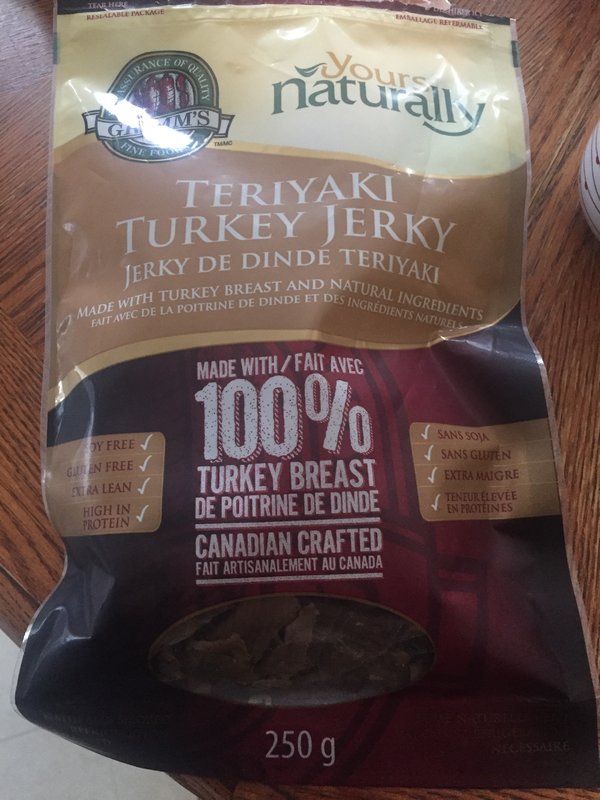 TEAR HERE
RESEALABLE PACKAGE
EMBALLAGE REFERMABLE
ASSURANCE OF QUALITY
GRIMM'S
FINE FOODS
TM/MC
Yours
naturally
TERIYAKI
TURKEY JERKY
JERKY DE DINDE TERIYAKI
MADE WITH TURKEY BREAST AND NATURAL INGREDIENTS
FAIT AVEC DE LA POITRINE DE DINDE ET DES INGRÉDIENTS NATURELS
MADE WITH / FAIT AVEC
100%
TURKEY BREAST
DE POITRINE DE DINDE
CANADIAN CRAFTED
FAIT ARTISANALEMENT AU CANADA
SOY FREE
GLUTEN FREE
EXTRA LEAN
HIGH IN
PROTEIN
SANS SOJA
SANS GLUTEN
EXTRA MAIGRE
TENEUR ÉLEVÉE
EN PROTÉINES
NÉCESSAIRE
250 g